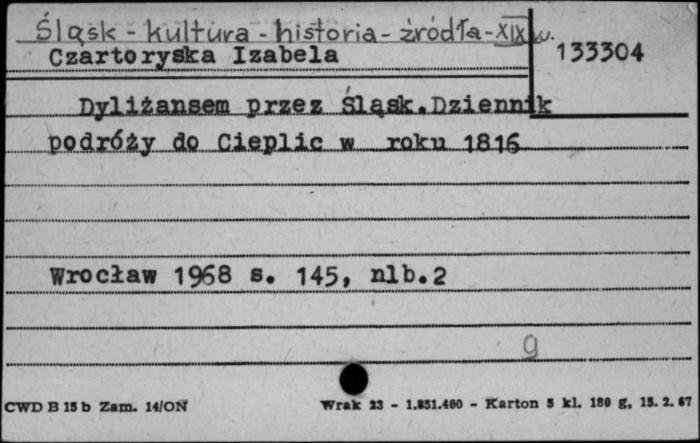 Śląsk - kultura - historia - źródła - XIX w.
Czartoryska Izabela
133304
Dyliżansem przez Śląsk.Dziennik
podróży do Cieplic w roku 1816
Wrocław 1968 s. 145, nlb.2
g
CWD B 15 b Zam. 14/ON Wrak 23 - 1.851.400 - Karton 5 kl. 180 g, 15. 2. 67